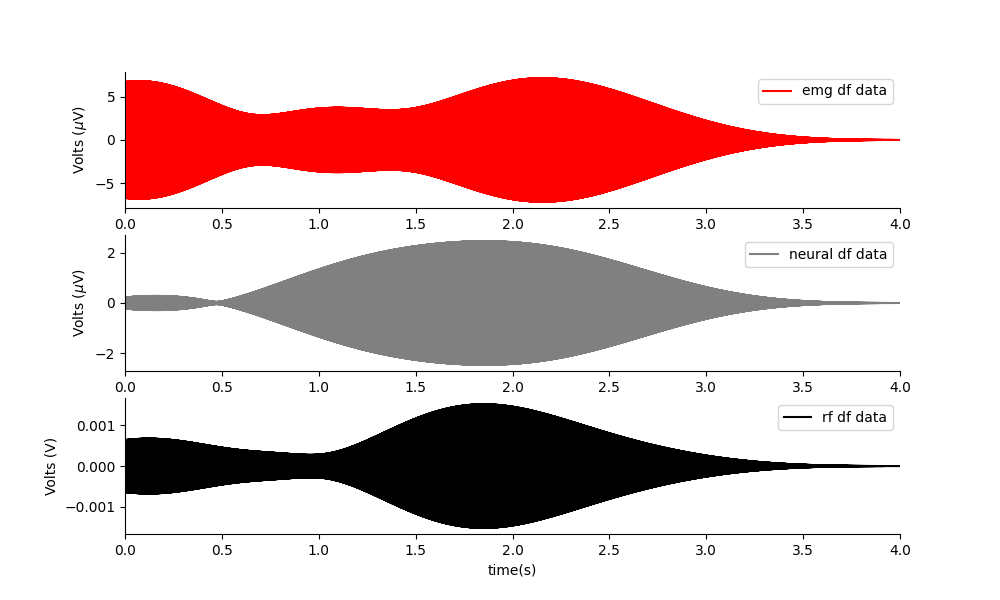 emg df data
Volts (μV)
5
0
−5
0.0 0.5 1.0 1.5 2.0 2.5 3.0 3.5 4.0
neural df data
Volts (μV)
2
0
−2
0.0 0.5 1.0 1.5 2.0 2.5 3.0 3.5 4.0
rf df data
Volts (V)
0.001
0.000
−0.001
0.0 0.5 1.0 1.5 2.0 2.5 3.0 3.5 4.0
time(s)